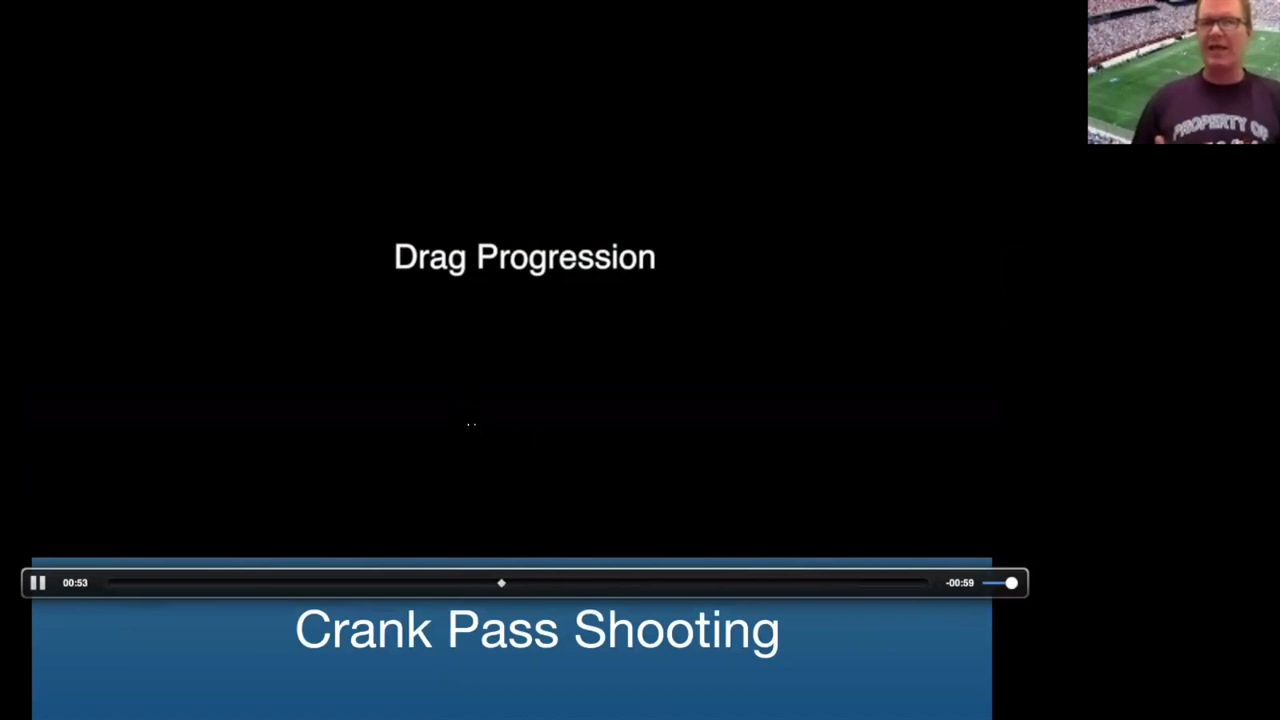 PROPERTY OF
Drag Progression
00:53
-00:59
Crank Pass Shooting